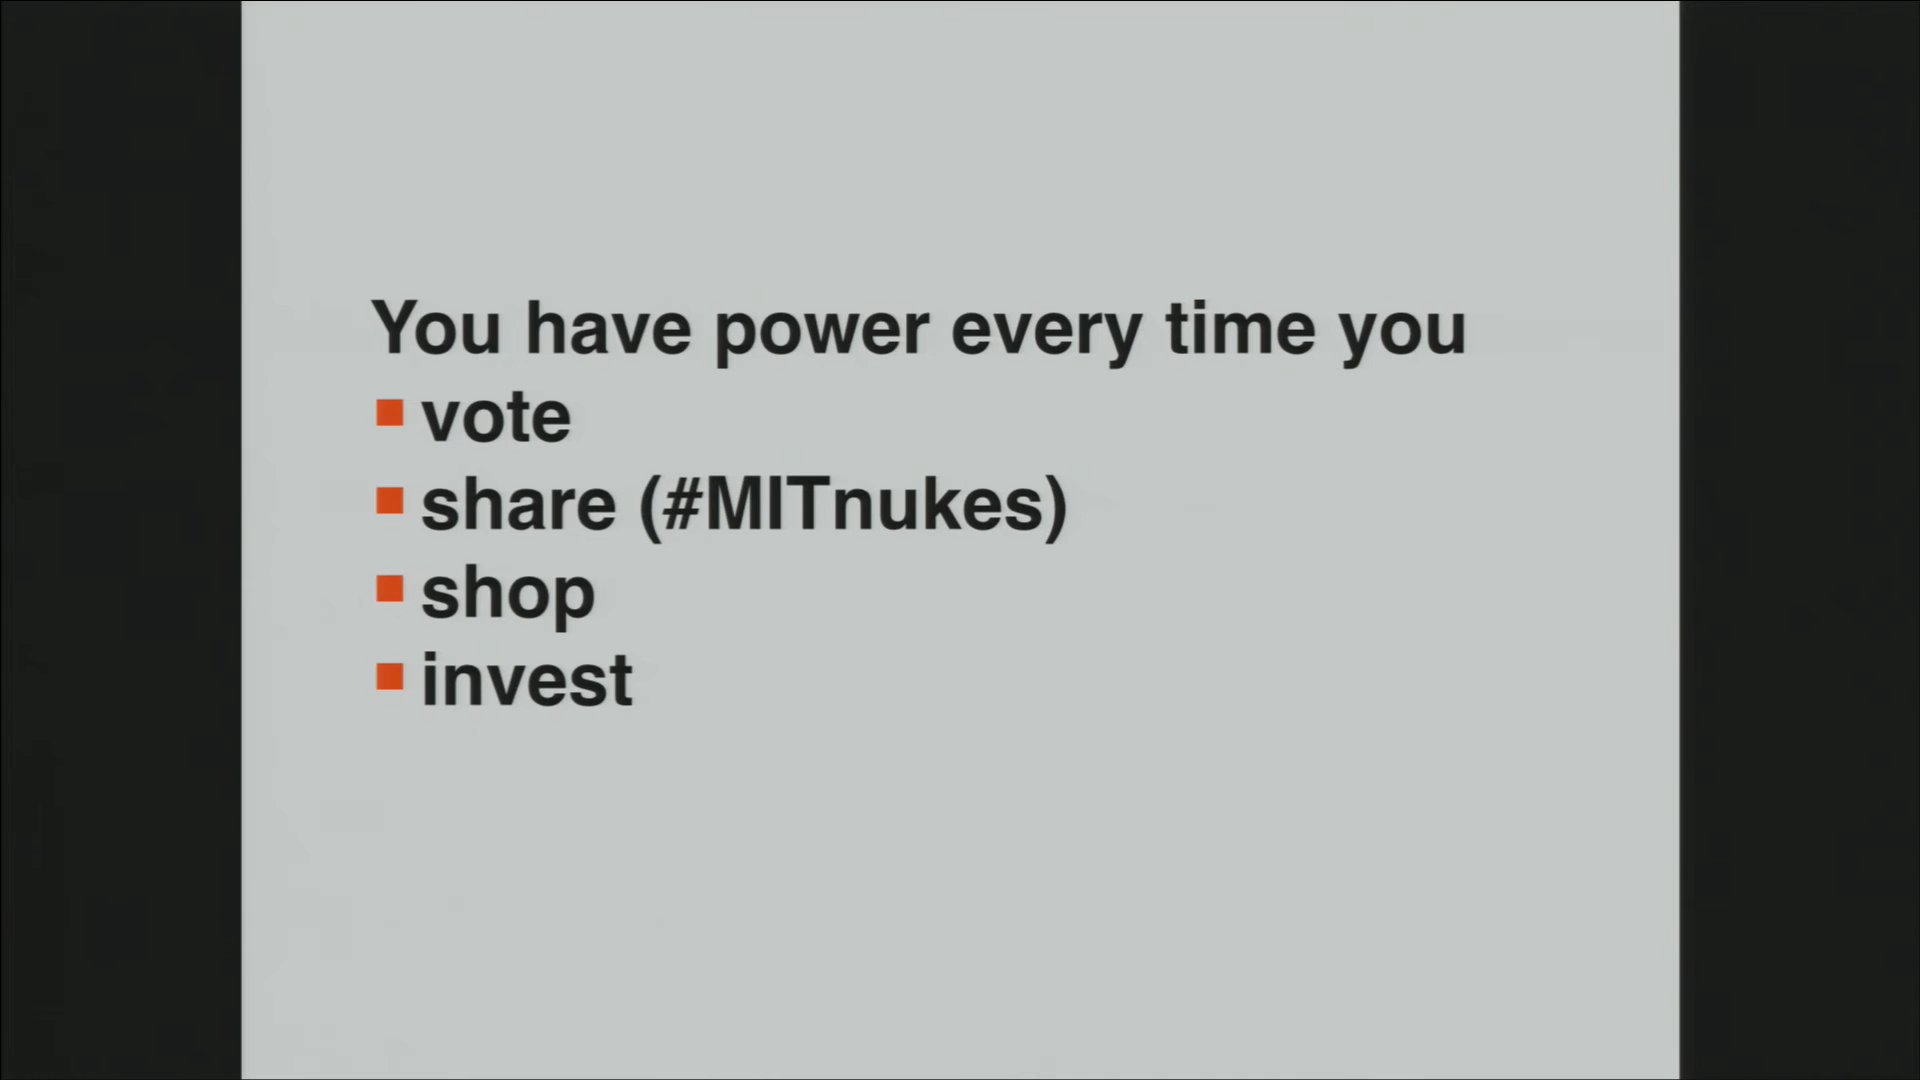 You have power every time you
vote
share (#MITnukes)
shop
invest